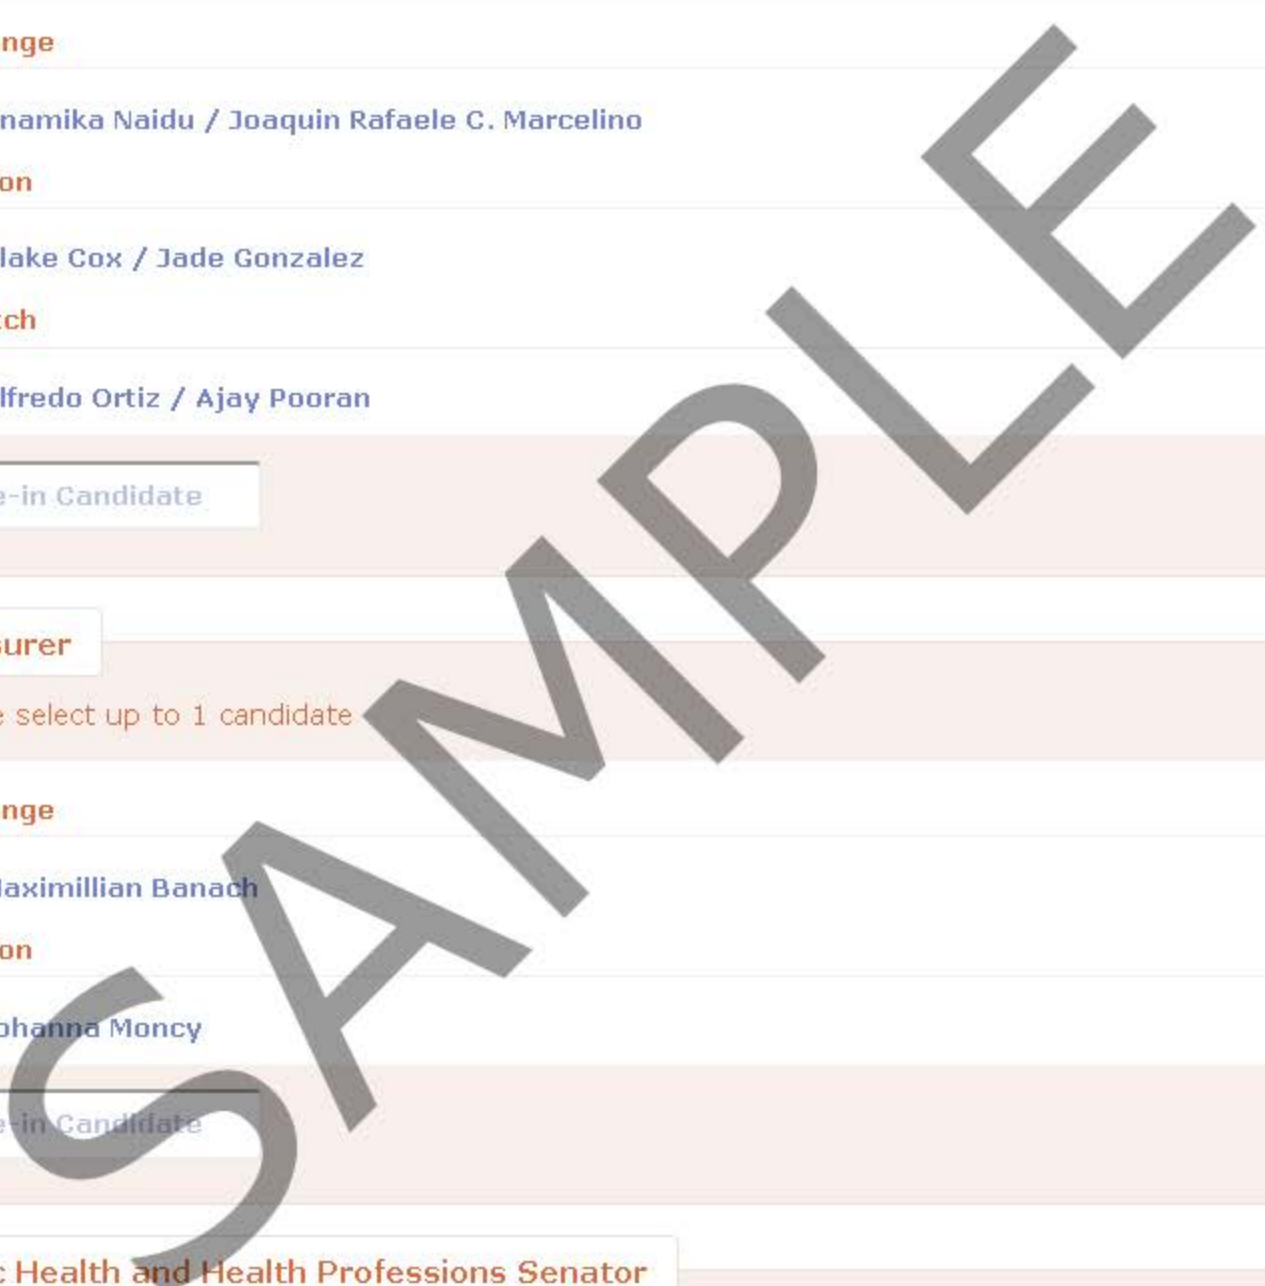 nge
namika Naidu / Joaquin Rafaele C. Marcelino
on
lake Cox / Jade Gonzalez
tch
lfredo Ortiz / Ajay Pooran
e-in Candidate
surer
e select up to 1 candidate
nge
Maximillian Banach
on
ohanna Moncy
e-in Candidate
c Health and Health Professions Senator
SAMPLE